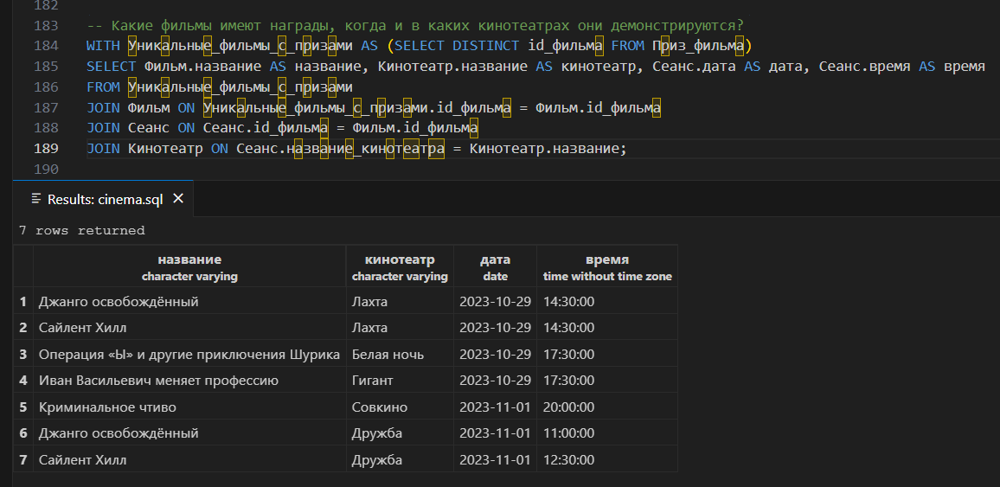 182
183 -- Какие фильмы имеют награды, когда и в каких кинотеатрах они демонстрируются?
184 WITH Уникальные_фильмы_с_призами AS (SELECT DISTINCT id_фильма FROM Приз_фильма)
185 SELECT Фильм.название AS название, Кинотеатр.название AS кинотеатр, Сеанс.дата AS дата, Сеанс.время AS время
186 FROM Уникальные_фильмы_с_призами
187 JOIN Фильм ON Уникальные_фильмы_с_призами.id_фильма = Фильм.id_фильма
188 JOIN Сеанс ON Сеанс.id_фильма = Фильм.id_фильма
189 JOIN Кинотеатр ON Сеанс.название_кинотеатра = Кинотеатр.название;
190
Results: cinema.sql ×
7 rows returned
название кинотеатр дата время
character varying character varying date time without time zone
1 Джанго освобождённый Лахта 2023-10-29 14:30:00
2 Сайлент Хилл Лахта 2023-10-29 14:30:00
3 Операция «Ы» и другие приключения Шурика Белая ночь 2023-10-29 17:30:00
4 Иван Васильевич меняет профессию Гигант 2023-10-29 17:30:00
5 Криминальное чтиво Совкино 2023-11-01 20:00:00
6 Джанго освобождённый Дружба 2023-11-01 11:00:00
7 Сайлент Хилл Дружба 2023-11-01 12:30:00